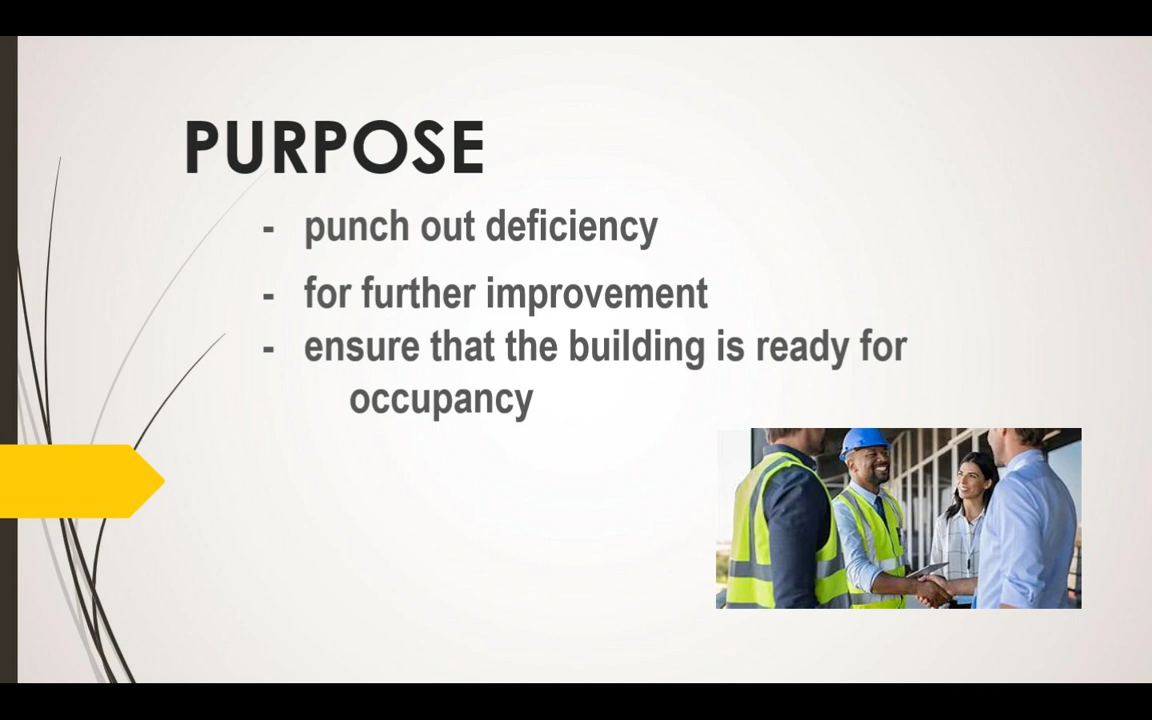 PURPOSE
- punch out deficiency
- for further improvement
- ensure that the building is ready for
occupancy